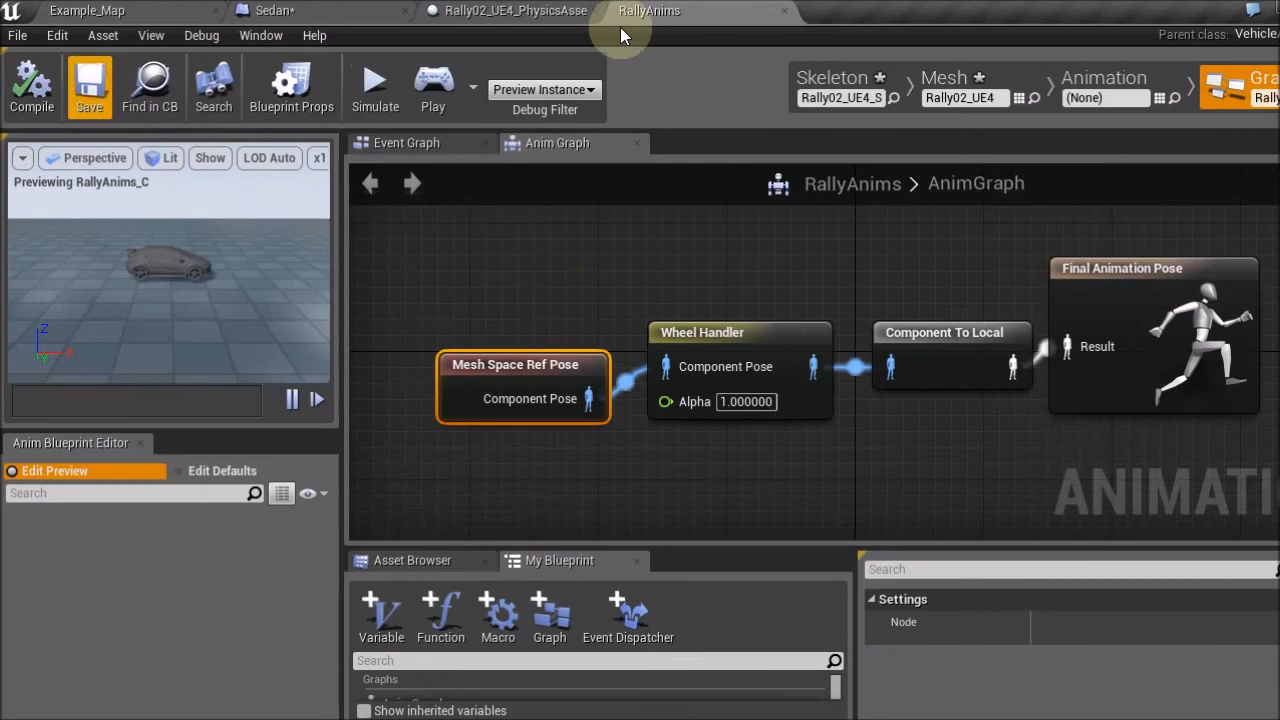 Example_Map
Sedan*
Rally02_UE4_PhysicsAsse
RallyAnims
File Edit Asset View Debug Window Help
Parent class: Vehicle
Compile
Save
Find in CB
Search
Blueprint Props
Simulate
Play
Preview Instance
Debug Filter
Skeleton *
Rally02_UE4_S
Mesh *
Rally02_UE4
Animation
(None)
Gra
Rally
Event Graph
Anim Graph
Perspective
Lit
Show
LOD Auto
x1
Previewing RallyAnims_C
RallyAnims > AnimGraph
Z
X
Y
Mesh Space Ref Pose
Component Pose
Wheel Handler
Component Pose
Alpha 1.000000
Component To Local
Final Animation Pose
Result
ANIMATI
Anim Blueprint Editor
Edit Preview
Edit Defaults
Search
Asset Browser
My Blueprint
Variable
Function
Macro
Graph
Event Dispatcher
Search
Graphs
Show inherited variables
Search
Settings
Node